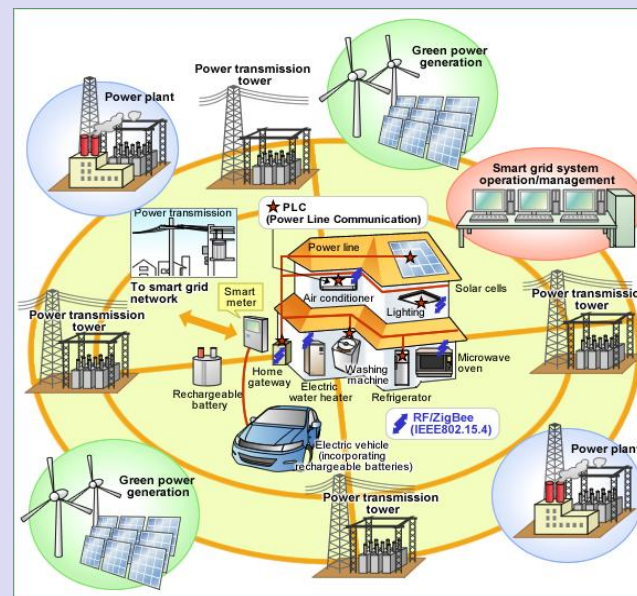 Power transmission
tower
Green power
generation
Power plant
Smart grid system
operation/management
PLC
(Power Line Communication)
Power transmission
Power line
To smart grid
network
Smart
meter
Air conditioner
Solar cells
Lighting
Power transmission
tower
Power transmission
tower
Rechargeable
battery
Home
gateway
Electric
water heater
Washing
machine
Refrigerator
Microwave
oven
RF/ZigBee
(IEEE802.15.4)
Electric vehicle
(incorporating
rechargeable batteries)
Green power
generation
Power transmission
tower
Power plant